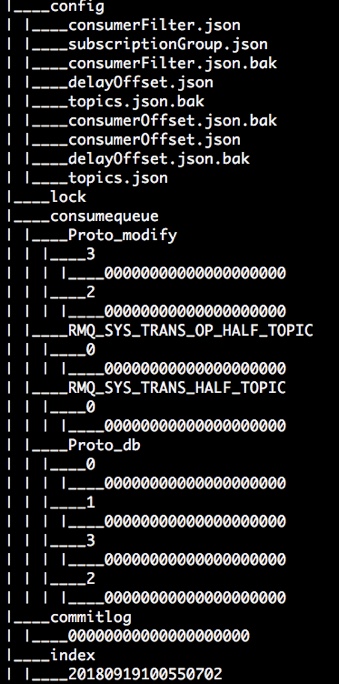 |____config
| |____consumerFilter.json
| |____subscriptionGroup.json
| |____consumerFilter.json.bak
| |____delayOffset.json
| |____topics.json.bak
| |____consumerOffset.json.bak
| |____consumerOffset.json
| |____delayOffset.json.bak
| |____topics.json
|____lock
|____consumequeue
| |____Proto_modify
| | |____3
| | | |____00000000000000000000
| | |____2
| | | |____00000000000000000000
| |____RMQ_SYS_TRANS_OP_HALF_TOPIC
| | |____0
| | | |____00000000000000000000
| |____RMQ_SYS_TRANS_HALF_TOPIC
| | |____0
| | | |____00000000000000000000
| |____Proto_db
| | |____0
| | | |____00000000000000000000
| | |____1
| | | |____00000000000000000000
| | |____3
| | | |____00000000000000000000
| | |____2
| | | |____00000000000000000000
|____commitlog
| |____00000000000000000000
|____index
| |____20180919100550702